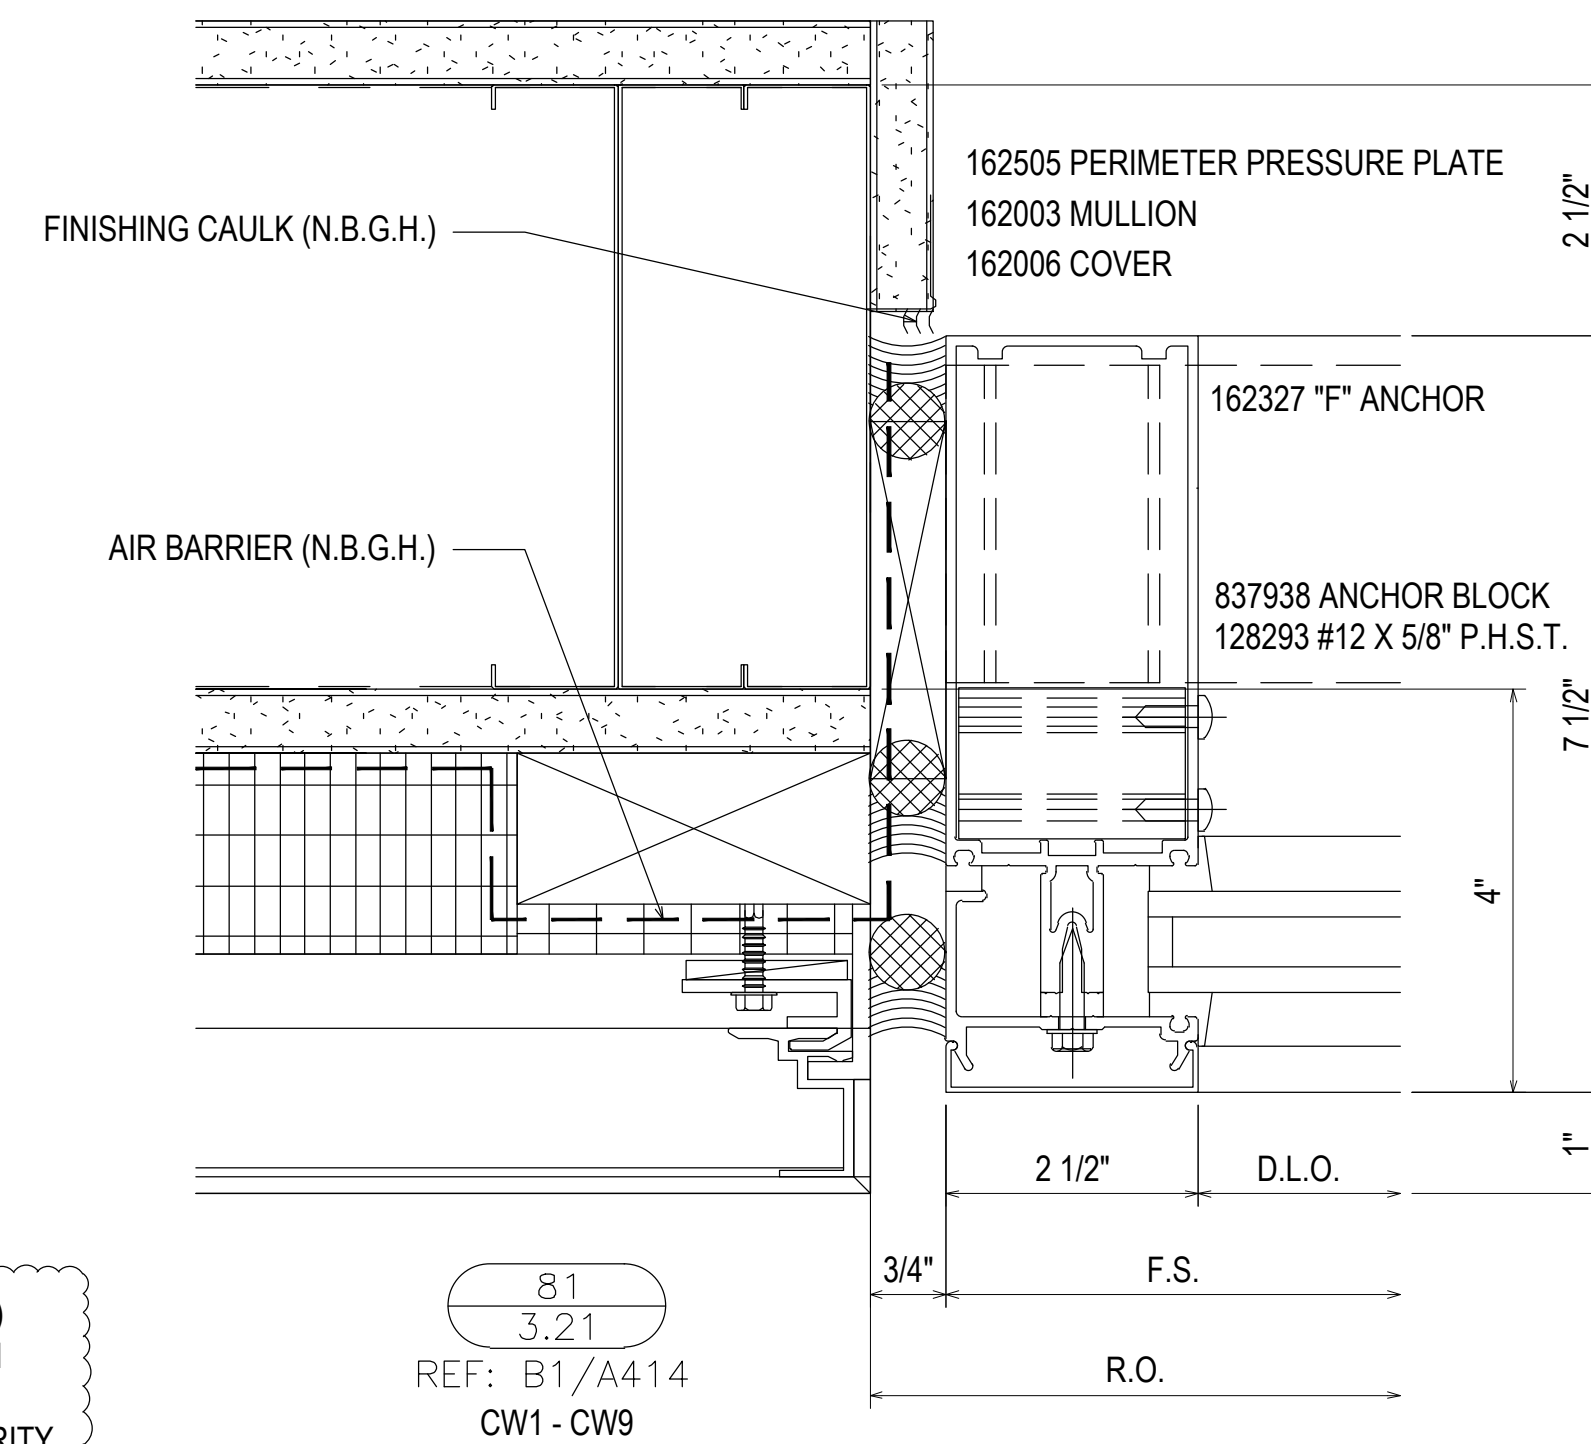 162505 PERIMETER PRESSURE PLATE
162003 MULLION
162006 COVER
2 1/2"
FINISHING CAULK (N.B.G.H.)
162327 "F" ANCHOR
AIR BARRIER (N.B.G.H.)
837938 ANCHOR BLOCK
128293 #12 X 5/8" P.H.S.T.
7 1/2"
4"
1"
2 1/2"
D.L.O.
3/4"
F.S.
R.O.
81
3.21
REF: B1/A414
CW1 - CW9